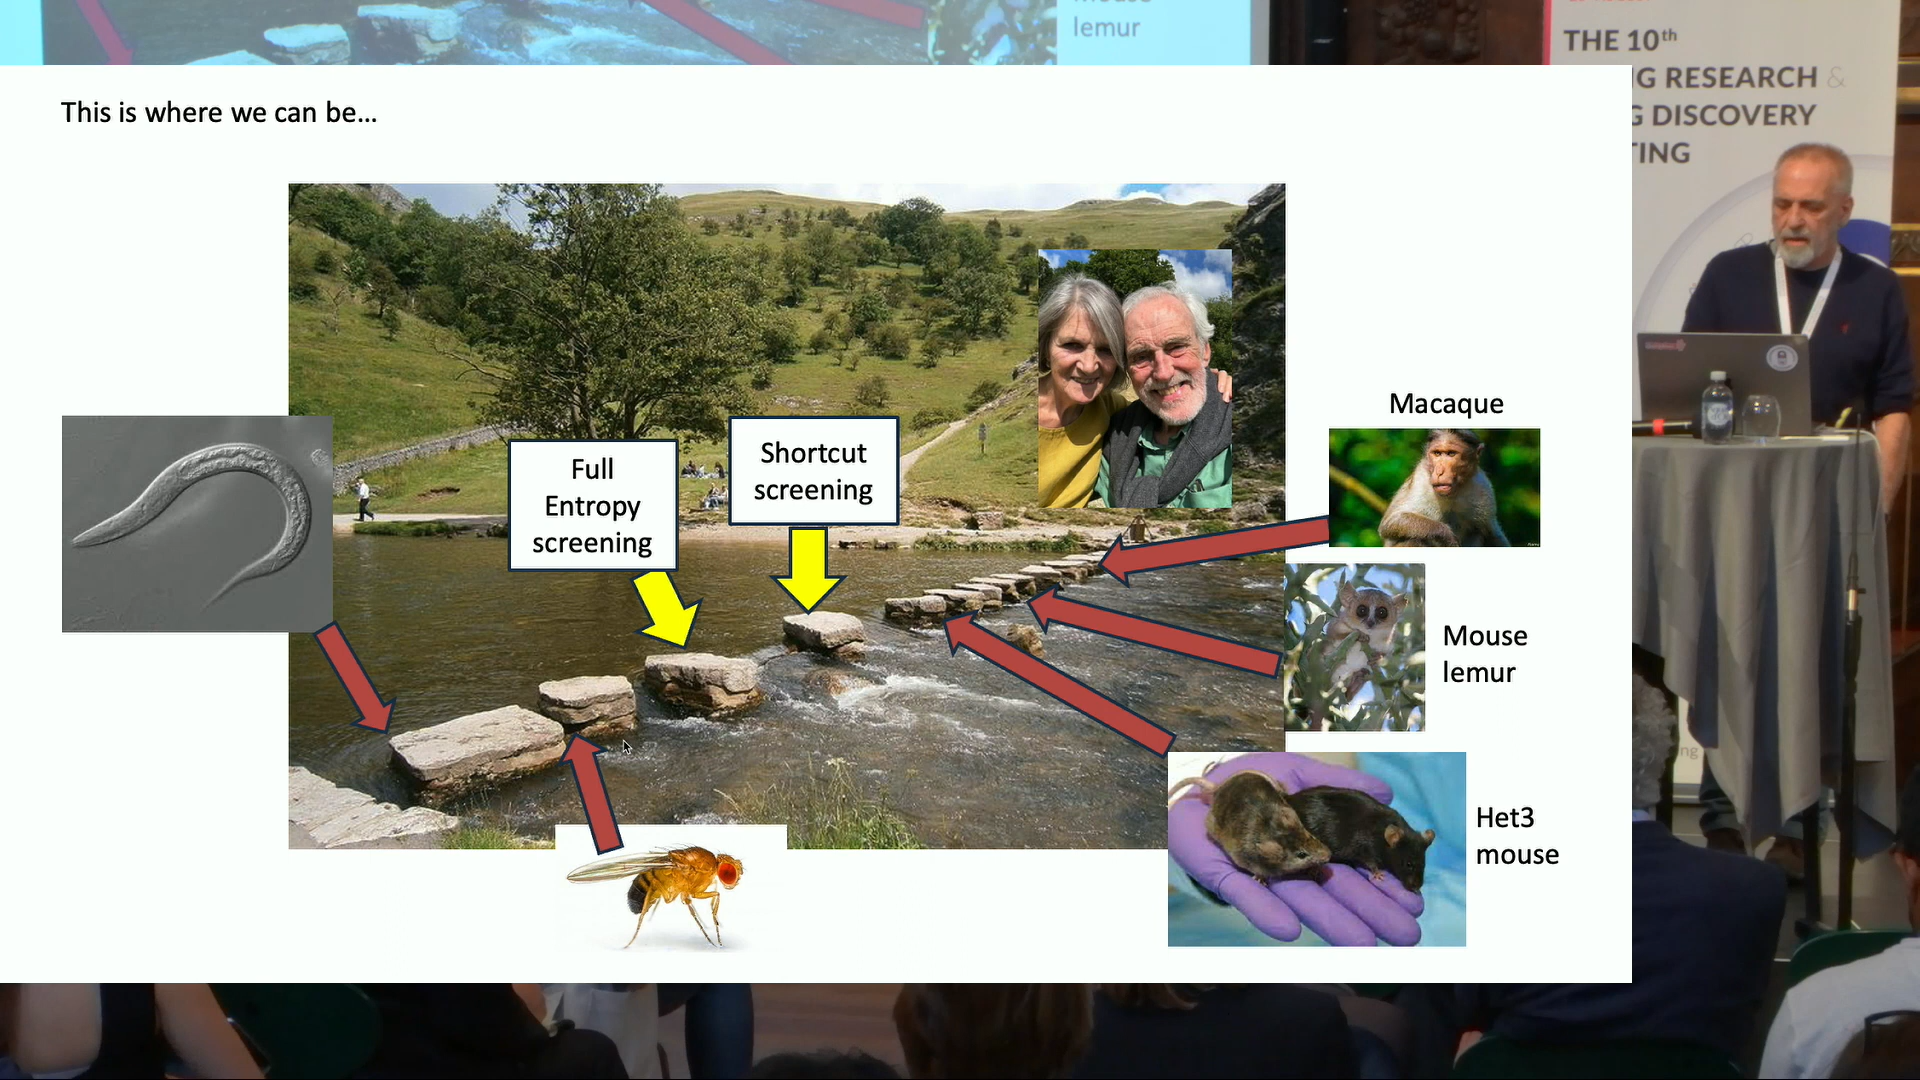 mouse
lemur
THE 10th
G RESEARCH &
DISCOVERY
TING
This is where we can be...
Full
Entropy
screening
Shortcut
screening
Macaque
Mouse
lemur
Het3
mouse